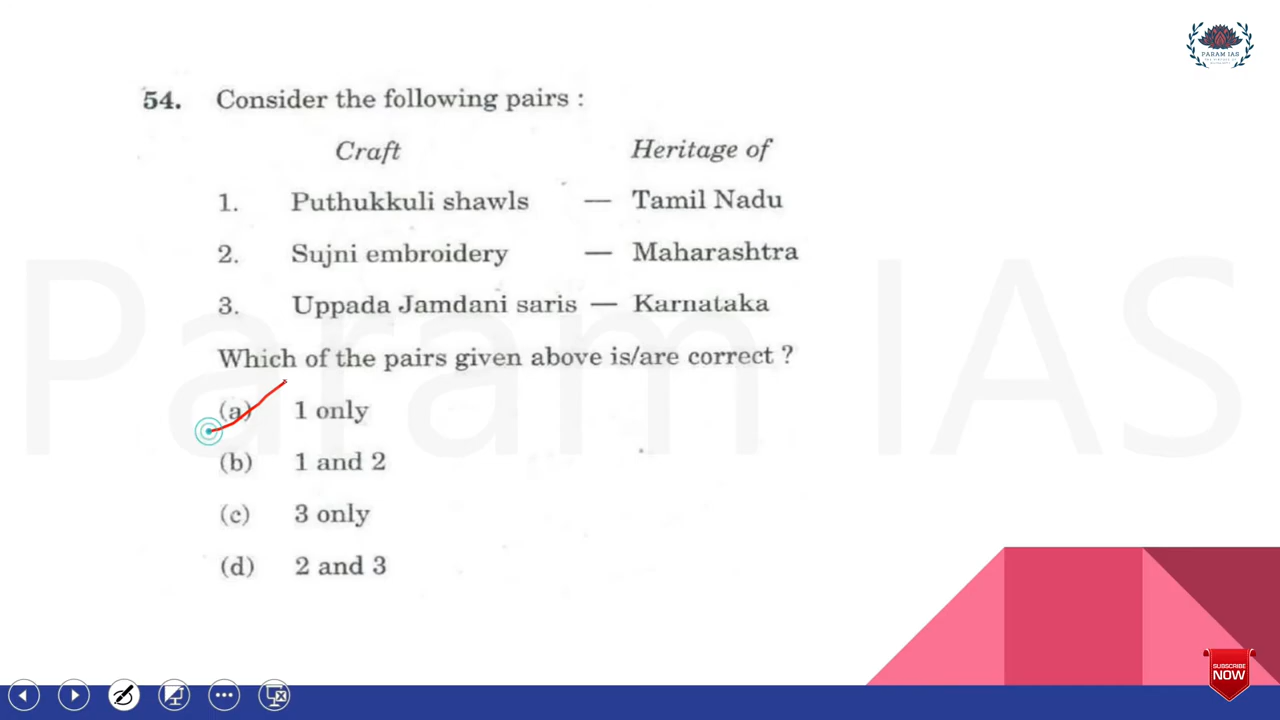 PARAM IAS
54. Consider the following pairs :
Craft Heritage of
1. Puthukkuli shawls — Tamil Nadu
2. Sujni embroidery — Maharashtra
3. Uppada Jamdani saris — Karnataka
Which of the pairs given above is/are correct ?
(a) 1 only
(b) 1 and 2
(c) 3 only
(d) 2 and 3
Param IAS
SUBSCRIBE
NOW